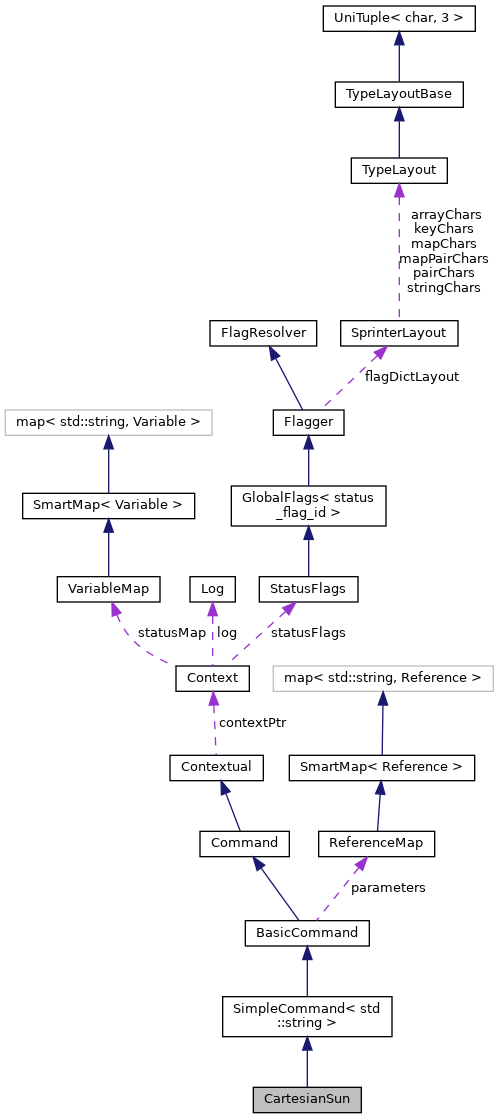 UniTuple< char, 3 >
TypeLayoutBase
TypeLayout
arrayChars
keyChars
mapChars
mapPairChars
pairChars
stringChars
FlagResolver
SprinterLayout
flagDictLayout
map< std::string, Variable >
Flagger
SmartMap< Variable >
GlobalFlags< status
_flag_id >
VariableMap
Log
StatusFlags
statusMap
log
statusFlags
Context
map< std::string, Reference >
contextPtr
Contextual
SmartMap< Reference >
Command
ReferenceMap
parameters
BasicCommand
SimpleCommand< std
::string >
CartesianSun